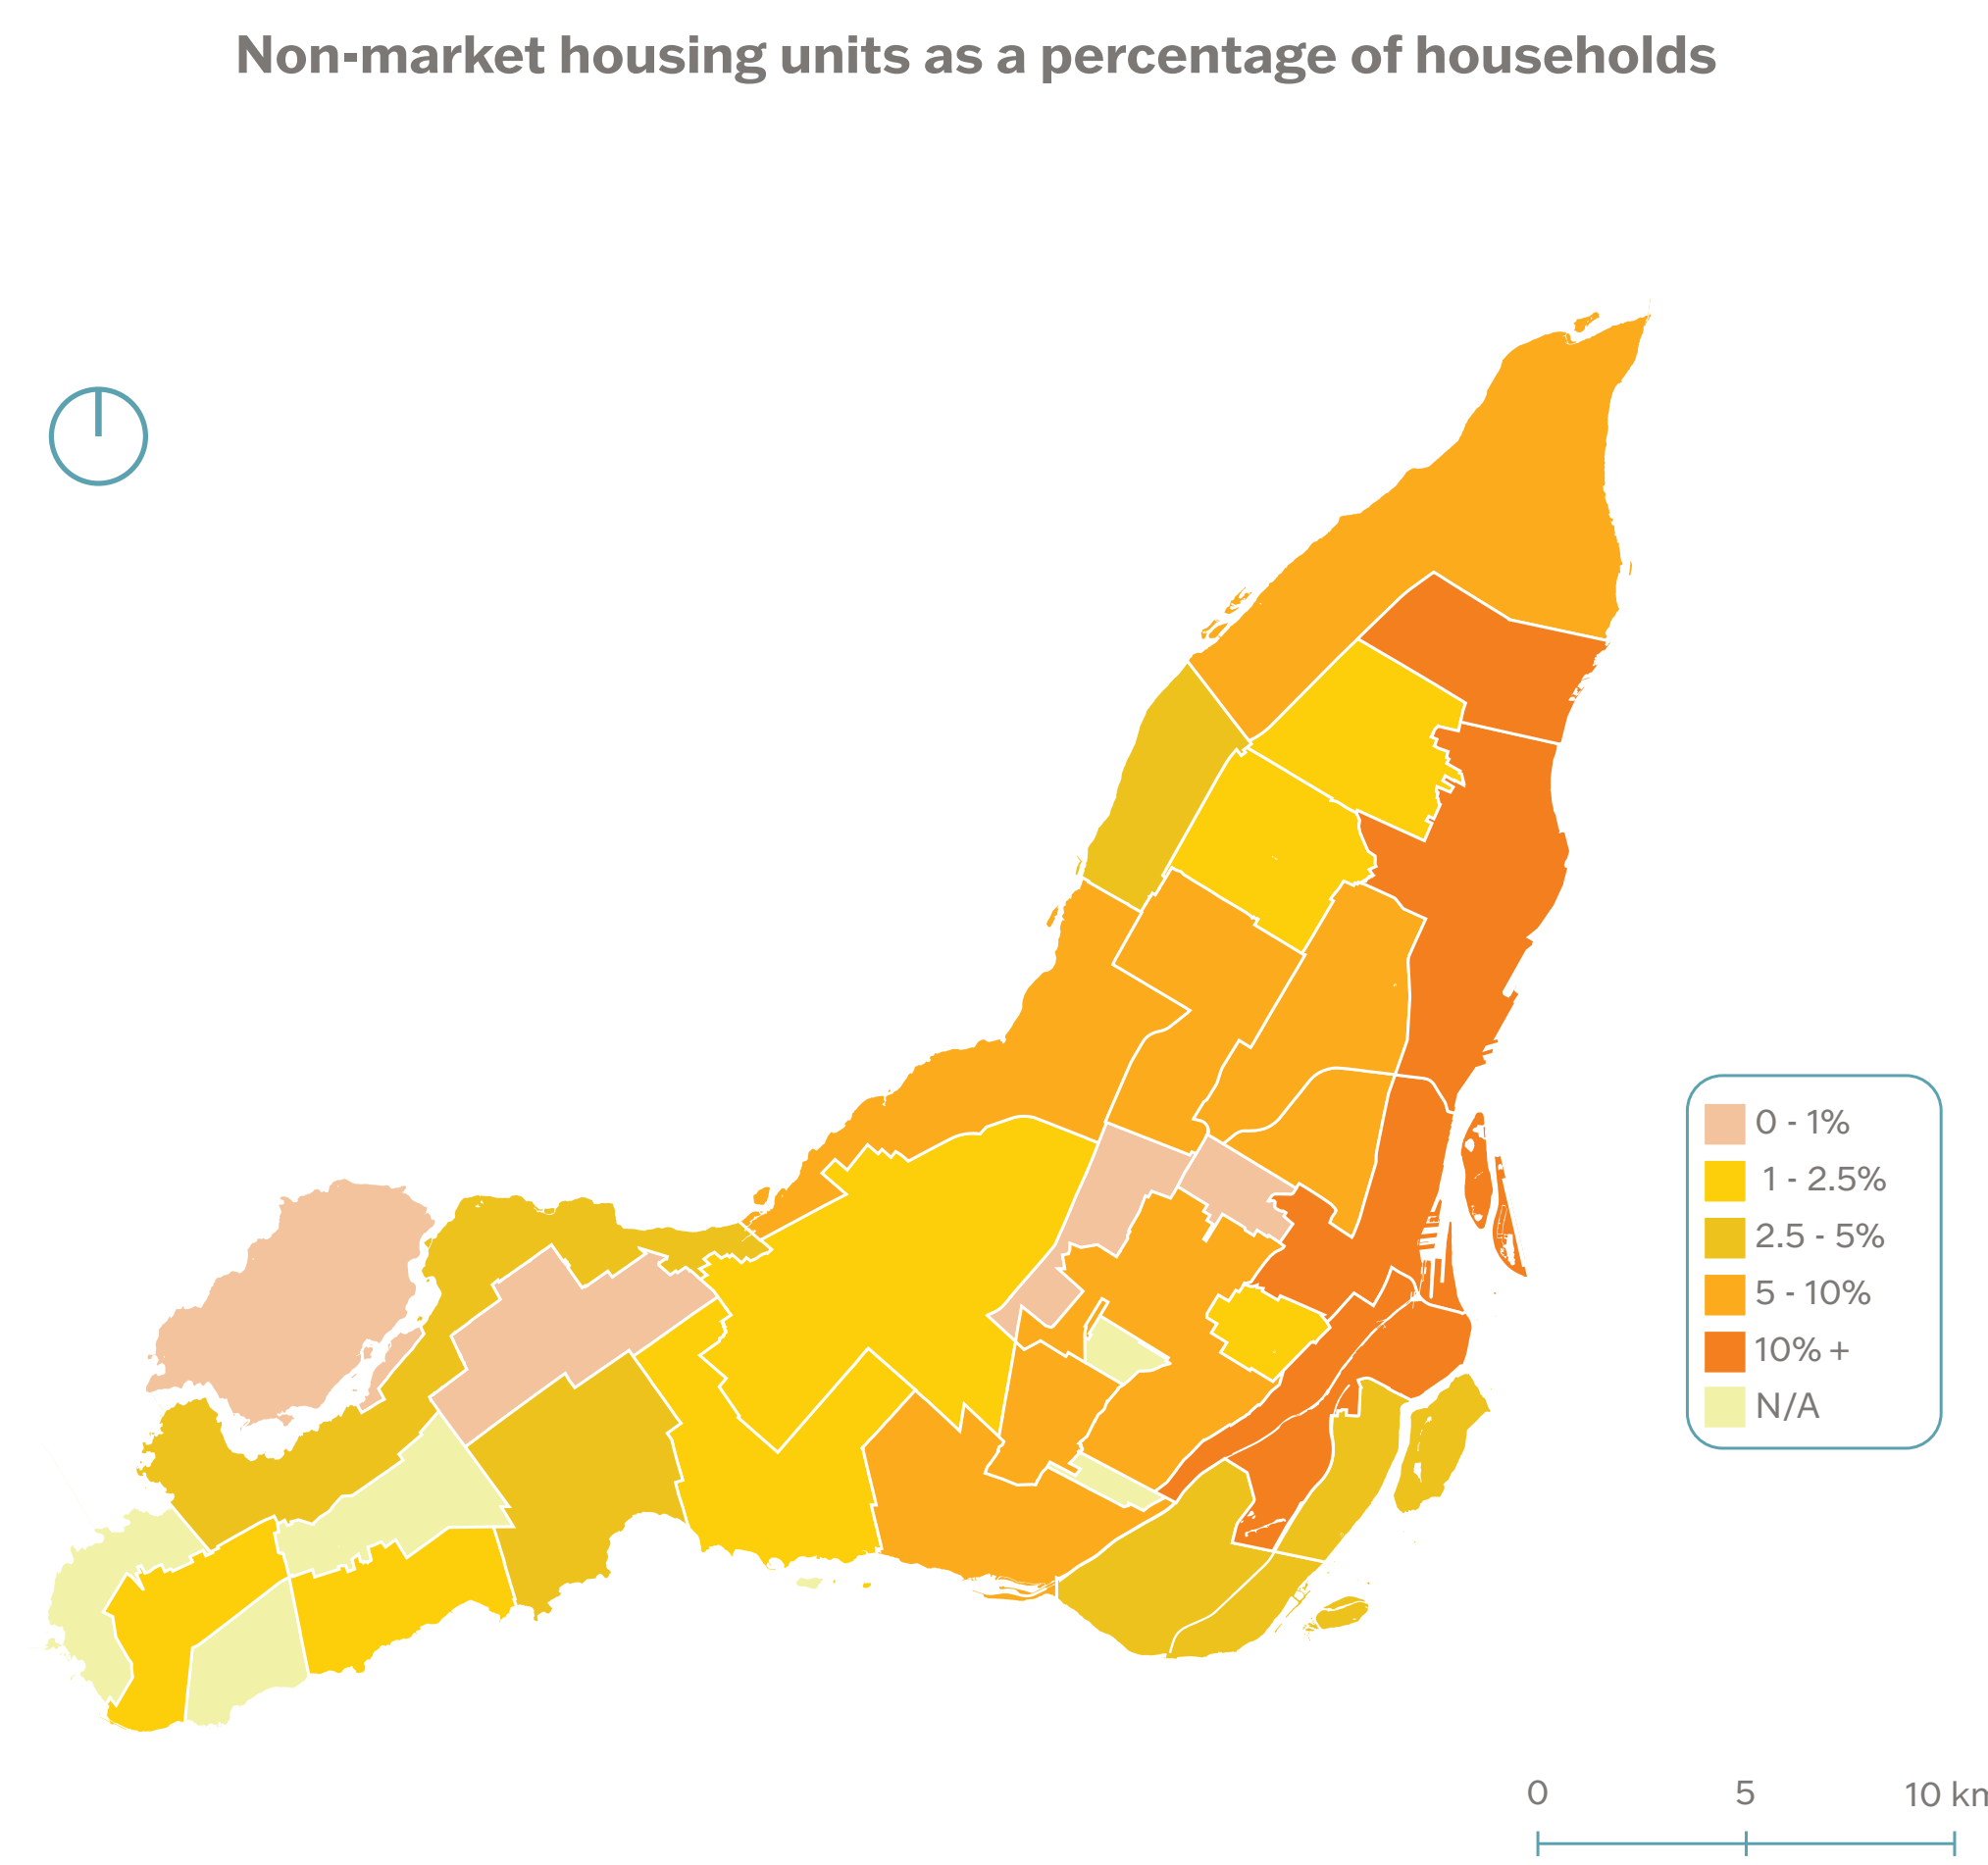 Non-market housing units as a percentage of households
0 - 1%
1 - 2.5%
2.5 - 5%
5 - 10%
10% +
N/A
0 5 10 km